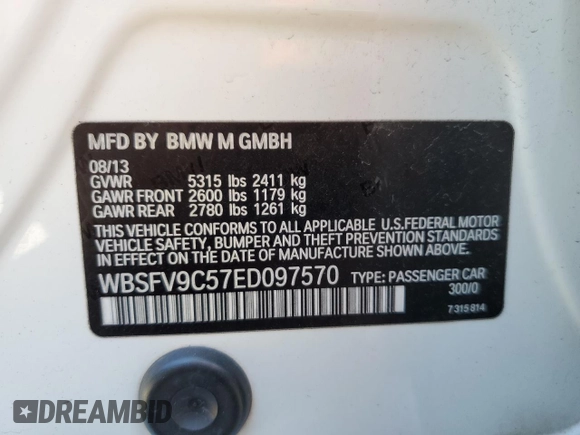 MFD BY BMW M GMBH
08/13
GVWR 5315 lbs 2411 kg
GAWR FRONT 2600 lbs 1179 kg
GAWR REAR 2780 lbs 1261 kg
THIS VEHICLE CONFORMS TO ALL APPLICABLE U.S.FEDERAL MOTOR
VEHICLE SAFETY, BUMPER AND THEFT PREVENTION STANDARDS
IN EFFECT ON THE DATE OF MANUFACTURE SHOWN ABOVE.
WBSFV9C57ED097570 TYPE: PASSENGER CAR
300/0
7315814
DREAMBID